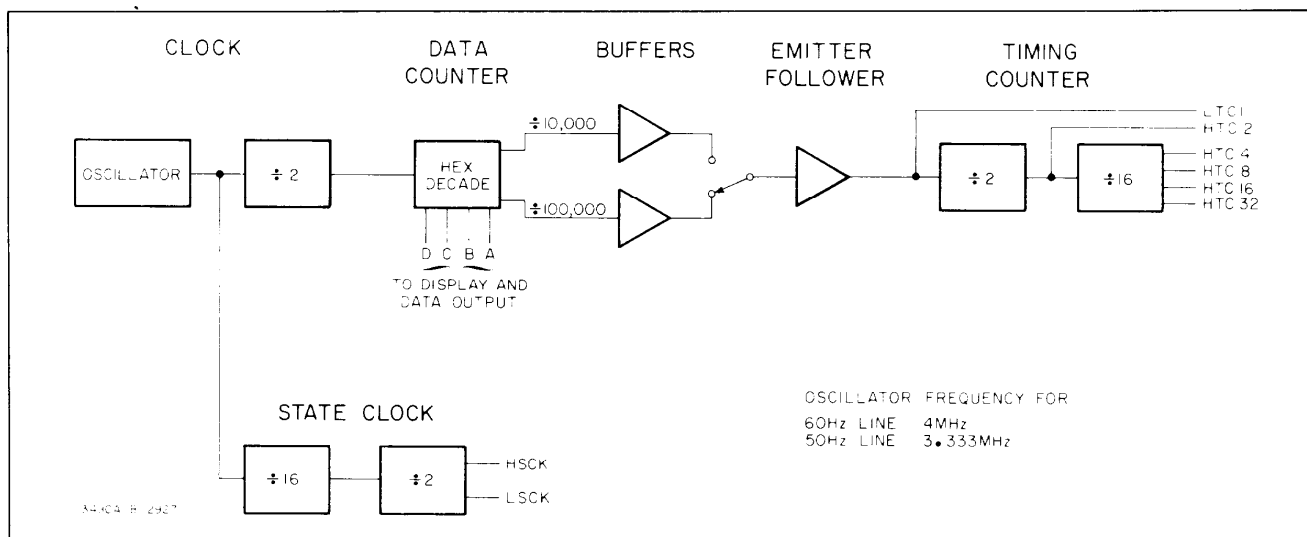 CLOCK
DATA
COUNTER
BUFFERS
EMITTER
FOLLOWER
TIMING
COUNTER
OSCILLATOR
÷2
HEX
DECADE
÷10,000
÷100,000
D C B A
TO DISPLAY AND
DATA OUTPUT
÷2
÷16
LTC1
HTC 2
HTC 4
HTC 8
HTC 16
HTC 32
STATE CLOCK
÷16
÷2
HSCK
LSCK
OSCILLATOR FREQUENCY FOR
60Hz LINE 4MHz
50Hz LINE 3.333MHz